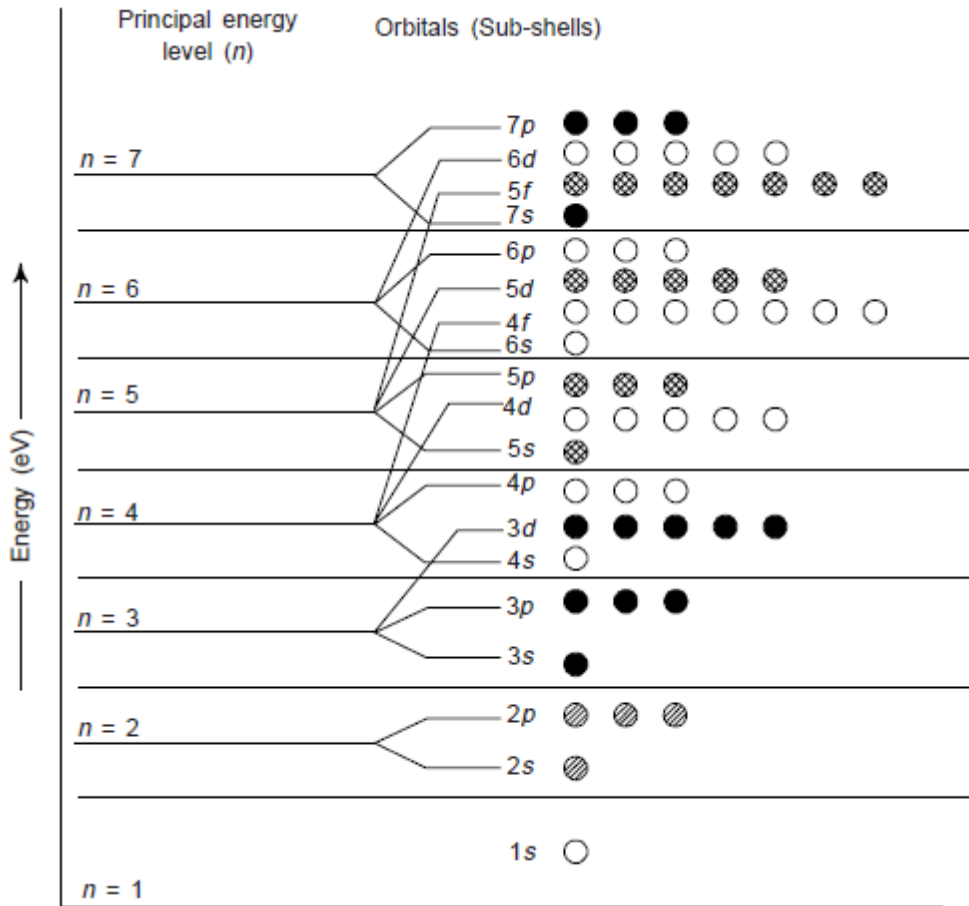 Principal energy
level (n)
Orbitals (Sub-shells)
7p
n = 7
6d
5f
7s
6p
n = 6
5d
4f
6s
5p
n = 5
4d
5s
4p
n = 4
3d
4s
3p
n = 3
3s
2p
n = 2
2s
1s
n = 1
Energy (eV)